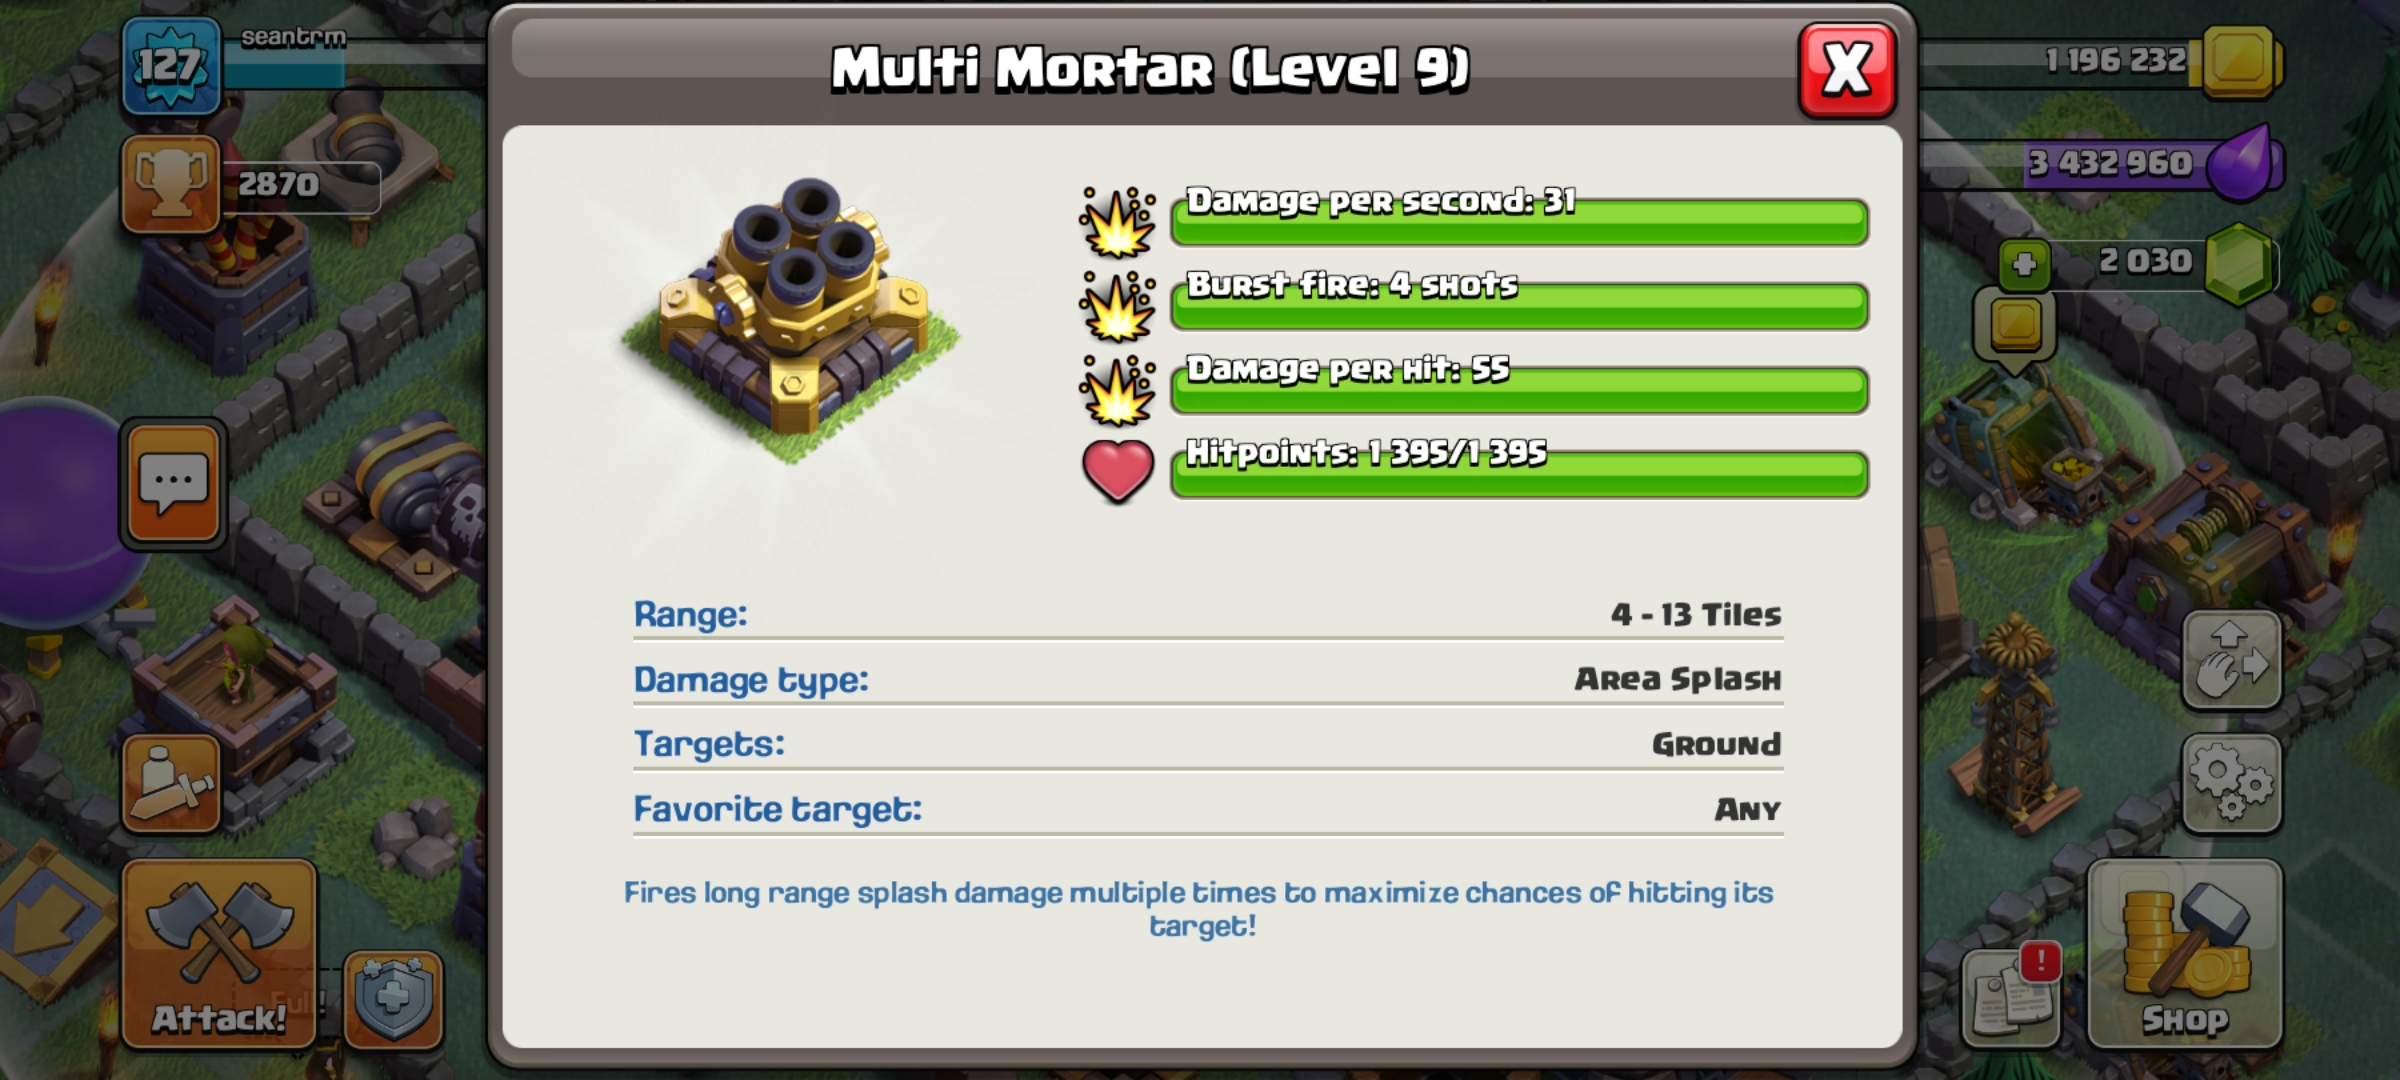 127
seantrm
2870
Multi Mortar (Level 9)
X
1 196 232
3 432 960
2 030
Damage per second: 31
Burst fire: 4 shots
Damage per hit: 55
Hitpoints: 1 395/1 395
Range: 4 - 13 Tiles
Damage type: Area Splash
Targets: Ground
Favorite target: Any
Fires long range splash damage multiple times to maximize chances of hitting its
target!
Full!
Attack!
!
Shop